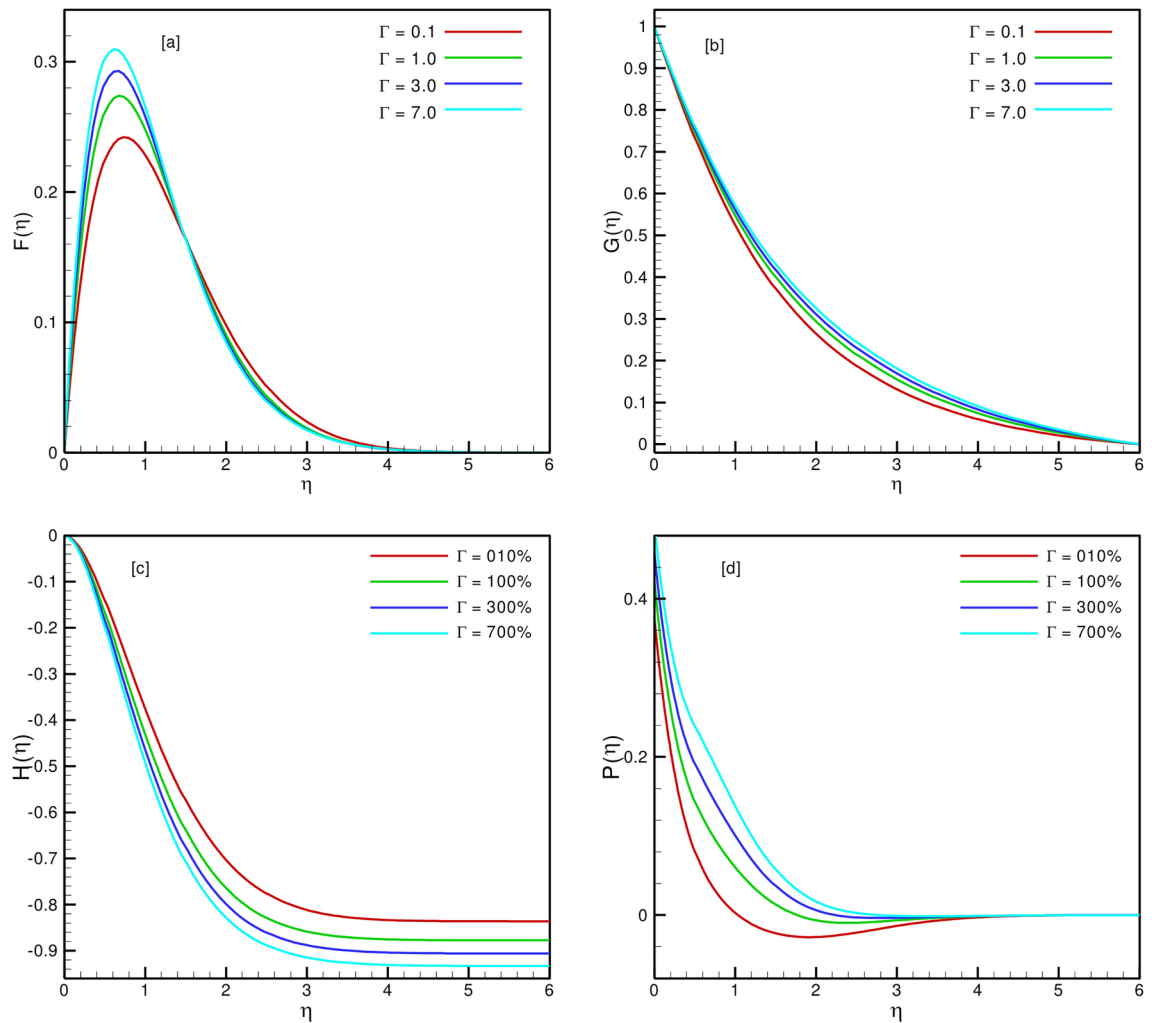 [a]
Γ = 0.1
Γ = 1.0
Γ = 3.0
Γ = 7.0
F(η)
0.3
0.2
0.1
0
0 1 2 3 4 5 6
η
[b]
Γ = 0.1
Γ = 1.0
Γ = 3.0
Γ = 7.0
G(η)
1
0.9
0.8
0.7
0.6
0.5
0.4
0.3
0.2
0.1
0
0 1 2 3 4 5 6
η
[c]
Γ = 010%
Γ = 100%
Γ = 300%
Γ = 700%
H(η)
0
-0.1
-0.2
-0.3
-0.4
-0.5
-0.6
-0.7
-0.8
-0.9
0 1 2 3 4 5 6
η
[d]
Γ = 010%
Γ = 100%
Γ = 300%
Γ = 700%
P(η)
0.4
0.2
0
0 1 2 3 4 5 6
η